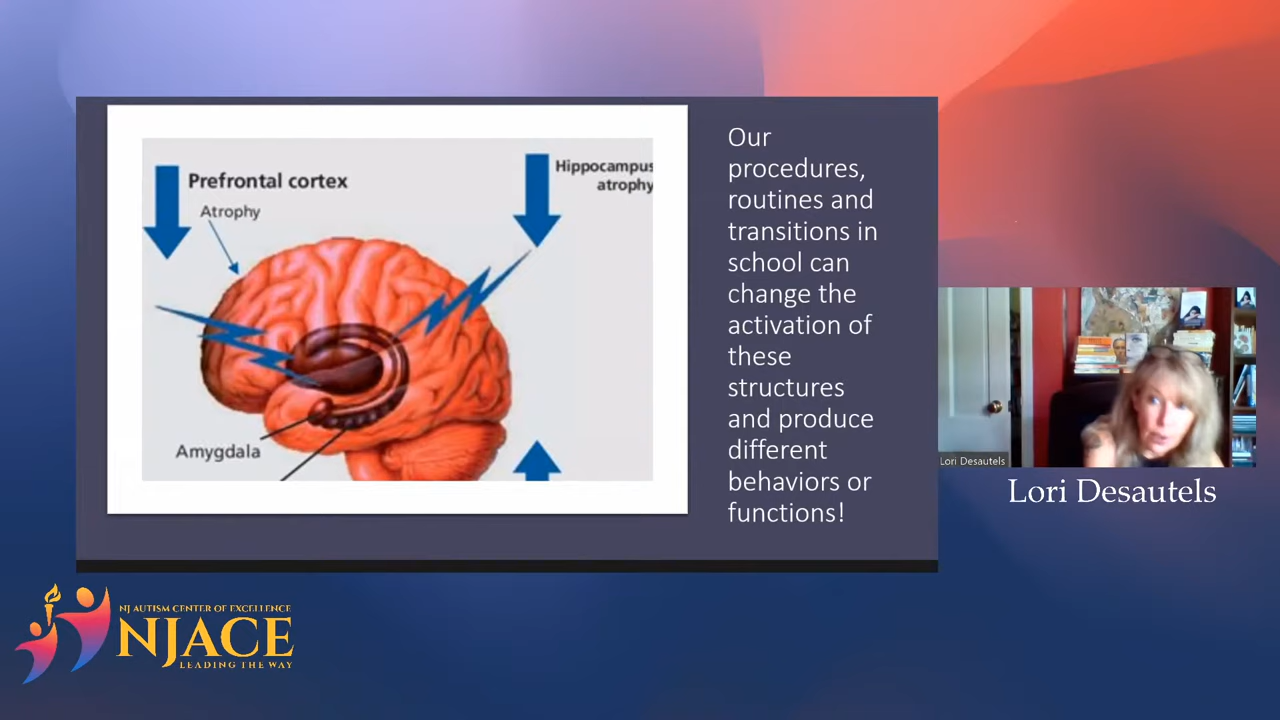 Prefrontal cortex
Atrophy
Hippocampus
atrophy
Amygdala
Our
procedures,
routines and
transitions in
school can
change the
activation of
these
structures
and produce
different
behaviors or
functions!
Lori Desautels
Lori Desautels
NJ AUTISM CENTER OF EXCELLENCE
NJACE
LEADING THE WAY